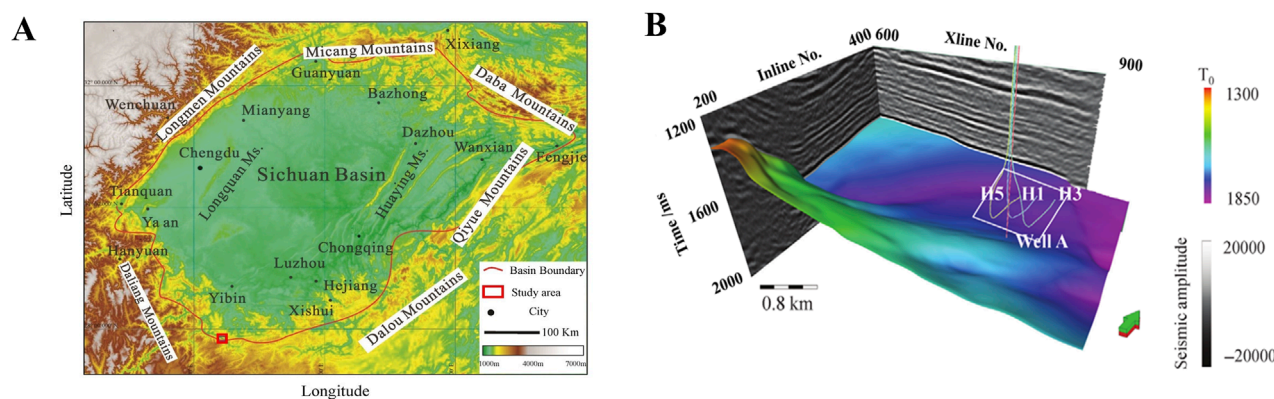 A
Micang Mountains
Xixiang
Guanyuan
32° 00.000'N
Longmen Mountains
Wenchuan
Bazhong
Daba Mountains
Mianyang
Dazhou
Wanxian
Fengjie
Chengdu
Longquan Ms.
Sichuan Basin
Huaying Ms.
Tianquan
Ya an
Qiyue Mountains
Hanyuan
Chongqing
Daliang Mountains
Luzhou
Hejiang
Yibin
Xishui
Dalou Mountains
Basin Boundary
Study area
City
100 Km
1000m
4000m
7000m
Latitude
Longitude
B
400 600
Xline No.
Inline No.
900
200
1200
T0
1300
1850
H5
H1
H3
Well A
1600
Time /ms
2000
0.8 km
Seismic amplitude
20000
−20000